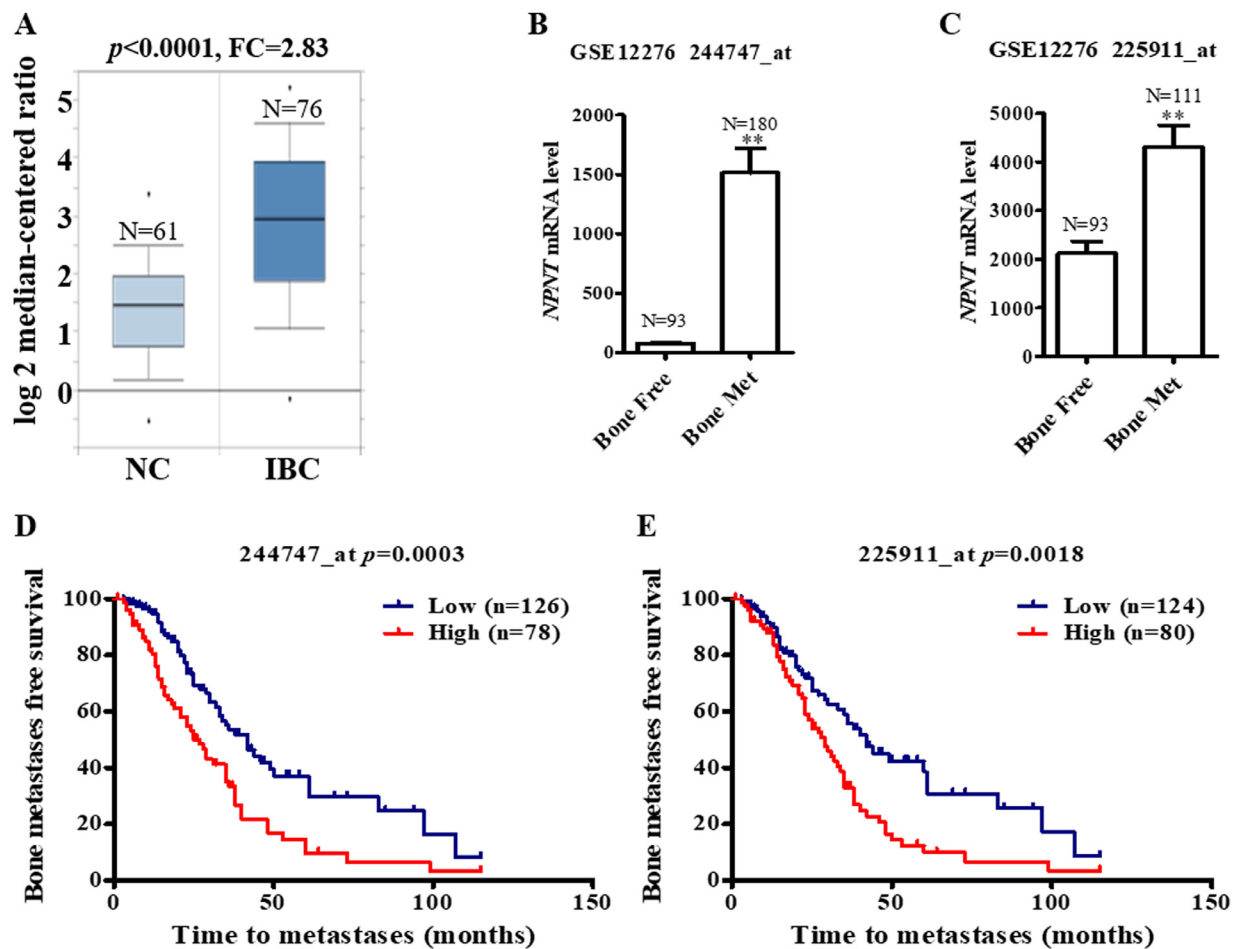 A
p<0.0001, FC=2.83
log 2 median-centered ratio
5
4
3
2
1
0
N=61
N=76
NC
IBC
B
GSE12276 244747_at
NPNT mRNA level
2000
1500
1000
500
0
N=93
N=180
**
Bone Free
Bone Met
C
GSE12276 225911_at
NPNT mRNA level
5000
4000
3000
2000
1000
0
N=93
N=111
**
Bone Free
Bone Met
D
244747_at p=0.0003
Bone metastases free survival
100
80
60
40
20
0
Low (n=126)
High (n=78)
0
50
100
150
Time to metastases (months)
E
225911_at p=0.0018
Bone metastases free survival
100
80
60
40
20
0
Low (n=124)
High (n=80)
0
50
100
150
Time to metastases (months)